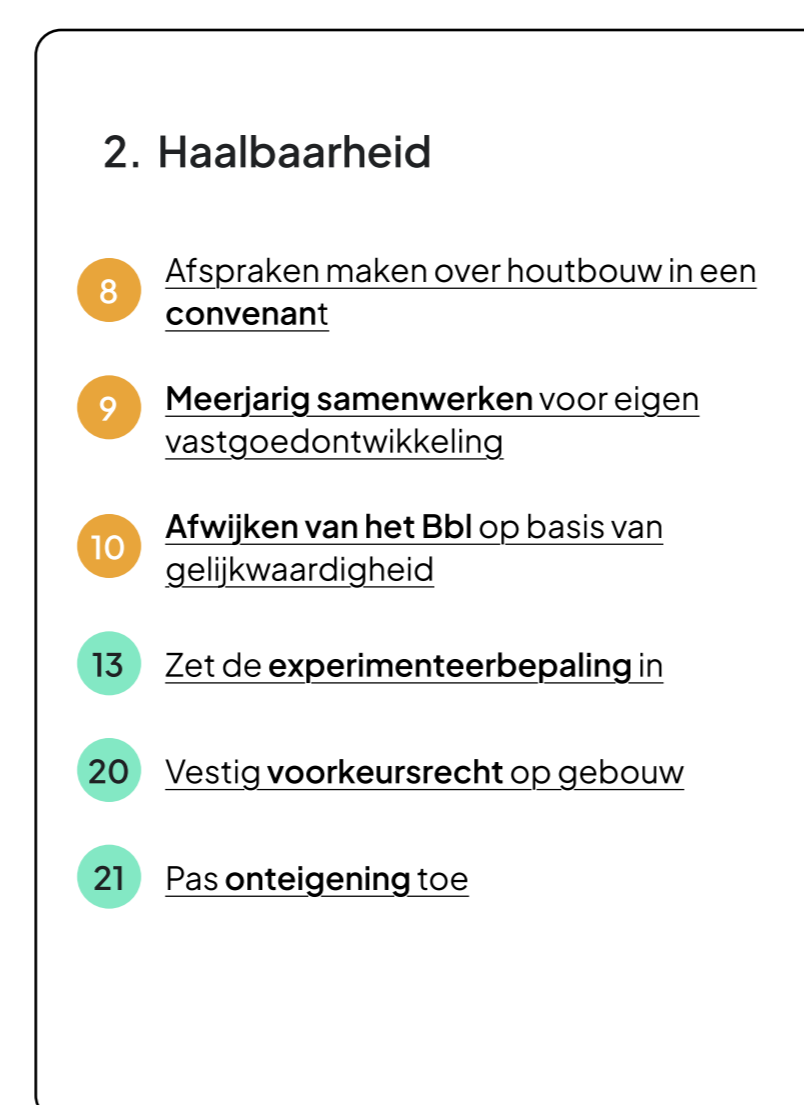 2. Haalbaarheid
8
Afspraken maken over houtbouw in een
convenant
9
Meerjarig samenwerken voor eigen
vastgoedontwikkeling
10
Afwijken van het Bbl op basis van
gelijkwaardigheid
13
Zet de experimenteerbepaling in
20
Vestig voorkeursrecht op gebouw
21
Pas onteigening toe